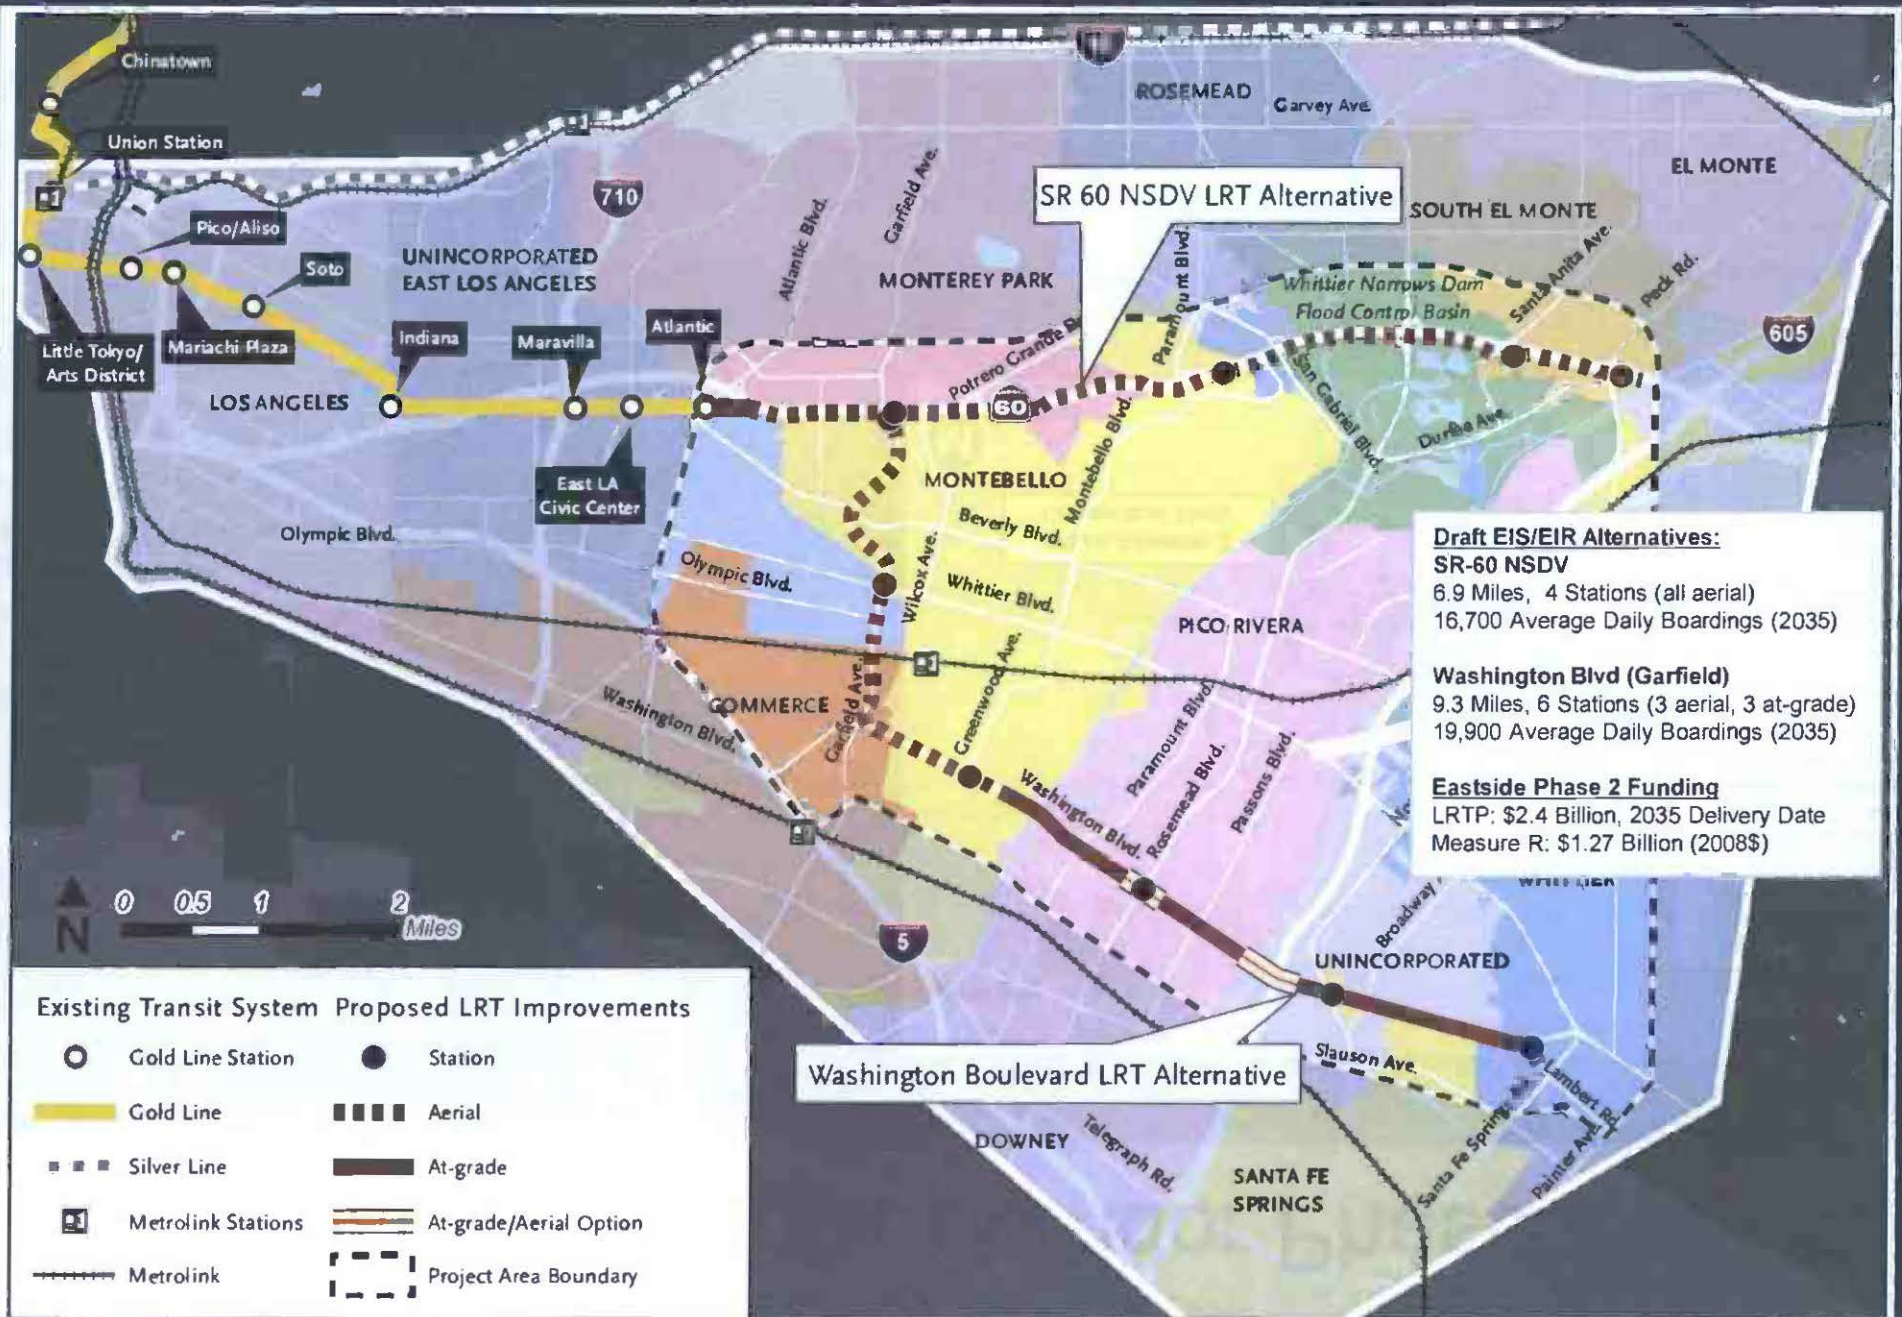 Chinatown
Union Station
Pico/Aliso
Soto
Little Tokyo/
Arts District
Mariachi Plaza
Indiana
Maravilla
Atlantic
East LA
Civic Center
LOS ANGELES
UNINCORPORATED
EAST LOS ANGELES
710
Atlantic Blvd.
Garfield Ave.
MONTEREY PARK
ROSEMEAD
Garvey Ave.
EL MONTE
SOUTH EL MONTE
SR 60 NSDV LRT Alternative
Paramount Blvd.
Whittier Narrows Dam
Flood Control Basin
Santa Anita Ave.
Peck Rd.
605
Potrero Grande
60
San Gabriel Blvd.
Durfee Ave.
Montebello Blvd.
MONTEBELLO
Beverly Blvd.
Whittier Blvd.
Wilcox Ave.
Olympic Blvd.
Olympic Blvd.
Washington Blvd.
COMMERCE
Garfield Ave.
Greenwood Ave.
PICO RIVERA
Paramount Blvd.
Rosemead Blvd.
Passons Blvd.
Washington Blvd.
Draft EIS/EIR Alternatives:
SR-60 NSDV
6.9 Miles, 4 Stations (all aerial)
16,700 Average Daily Boardings (2035)
Washington Blvd (Garfield)
9.3 Miles, 6 Stations (3 aerial, 3 at-grade)
19,900 Average Daily Boardings (2035)
Eastside Phase 2 Funding
LRTP: $2.4 Billion, 2035 Delivery Date
Measure R: $1.27 Billion (2008$)
WHITTIER
Broadway
UNINCORPORATED
5
Washington Boulevard LRT Alternative
Slauson Ave.
Lambert Rd.
Santa Fe Springs
Painter Ave.
DOWNEY
Telegraph Rd.
SANTA FE
SPRINGS
N
0 0.5 1 2
Miles
Existing Transit System
Gold Line Station
Gold Line
Silver Line
Metrolink Stations
Metrolink
Proposed LRT Improvements
Station
Aerial
At-grade
At-grade/Aerial Option
Project Area Boundary